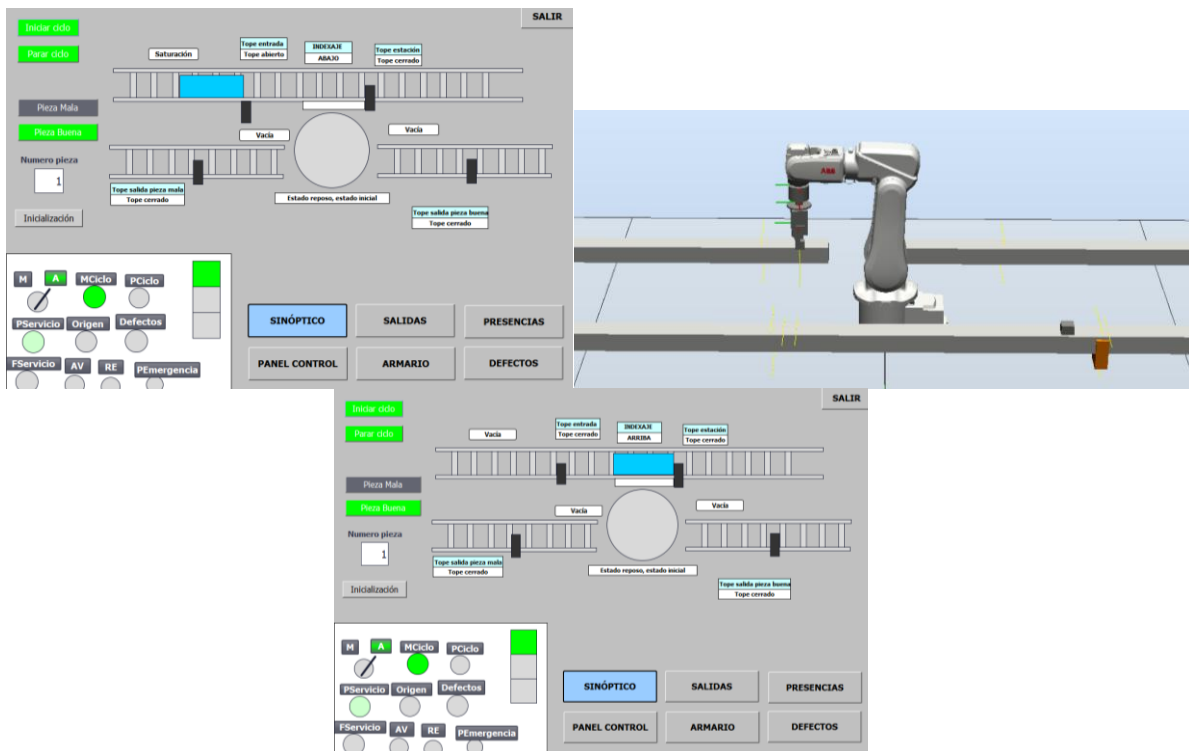 SALIR
Iniciar ciclo
Parar ciclo
Saturación
Tope entrada
Tope abierto
INDEXAJE
ABAJO
Tope estación
Tope cerrado
Pieza Mala
Pieza Buena
Vacía
Vacía
Numero pieza
1
Tope salida pieza mala
Tope cerrado
Estado reposo, estado inicial
Tope salida pieza buena
Tope cerrado
Inicialización
M A MCiclo PCiclo
PServicio Origen Defectos
FServicio AV RE PEmergencia
SINÓPTICO SALIDAS PRESENCIAS
PANEL CONTROL ARMARIO DEFECTOS
ABB
SALIR
Iniciar ciclo
Parar ciclo
Vacía
Tope entrada
Tope cerrado
INDEXAJE
ARRIBA
Tope estación
Tope cerrado
Pieza Mala
Pieza Buena
Vacía
Vacía
Numero pieza
1
Tope salida pieza mala
Tope cerrado
Estado reposo, estado inicial
Tope salida pieza buena
Tope cerrado
Inicialización
M A MCiclo PCiclo
PServicio Origen Defectos
FServicio AV RE PEmergencia
SINÓPTICO SALIDAS PRESENCIAS
PANEL CONTROL ARMARIO DEFECTOS